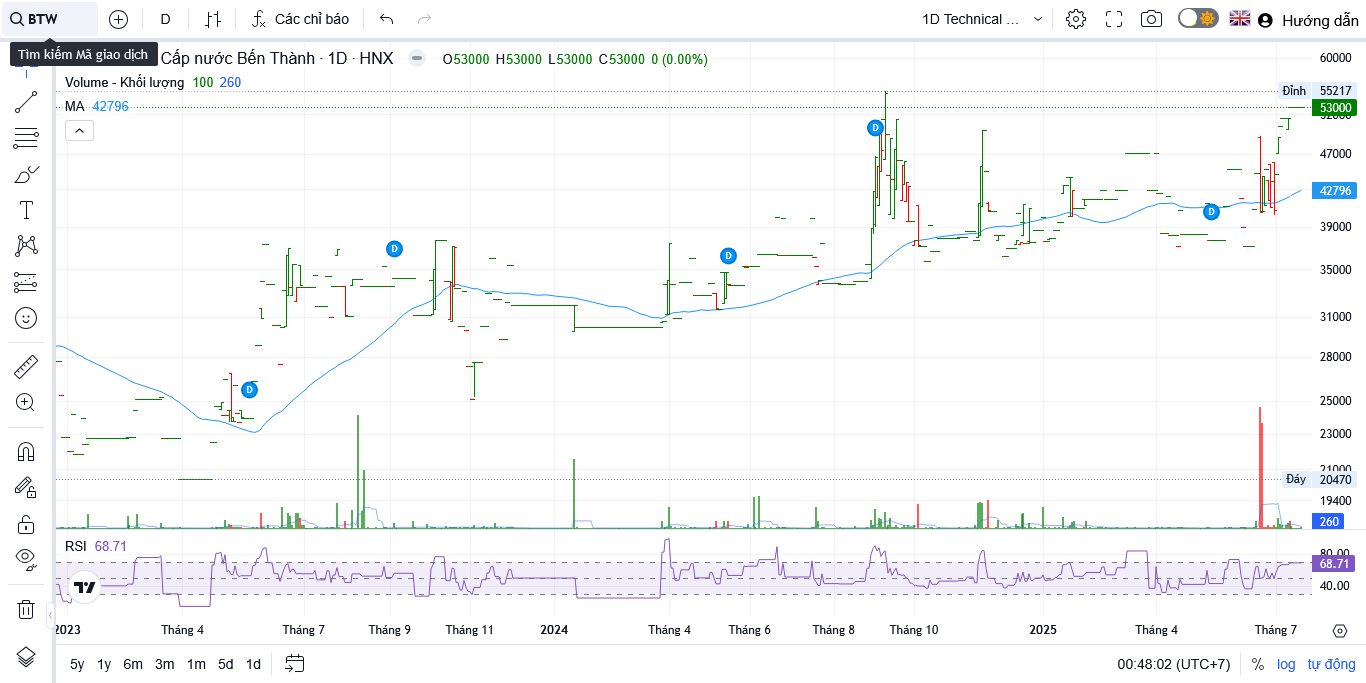 BTW
D
Các chỉ báo
1D Technical ...
Hướng dẫn
Tìm kiếm Mã giao dịch
Cấp nước Bến Thành · 1D · HNX
O53000 H53000 L53000 C53000 0 (0.00%)
Volume - Khối lượng 100 260
MA 42796
60000
Đỉnh 55217
53000
52000
47000
42796
39000
35000
31000
28000
25000
23000
21000
Đáy 20470
19400
260
D
D
D
D
D
RSI 68.71
80.00
68.71
40.00
2023
Tháng 4
Tháng 7
Tháng 9
Tháng 11
2024
Tháng 4
Tháng 6
Tháng 8
Tháng 10
2025
Tháng 4
Tháng 7
5y 1y 6m 3m 1m 5d 1d
00:48:02 (UTC+7)
% log tự động